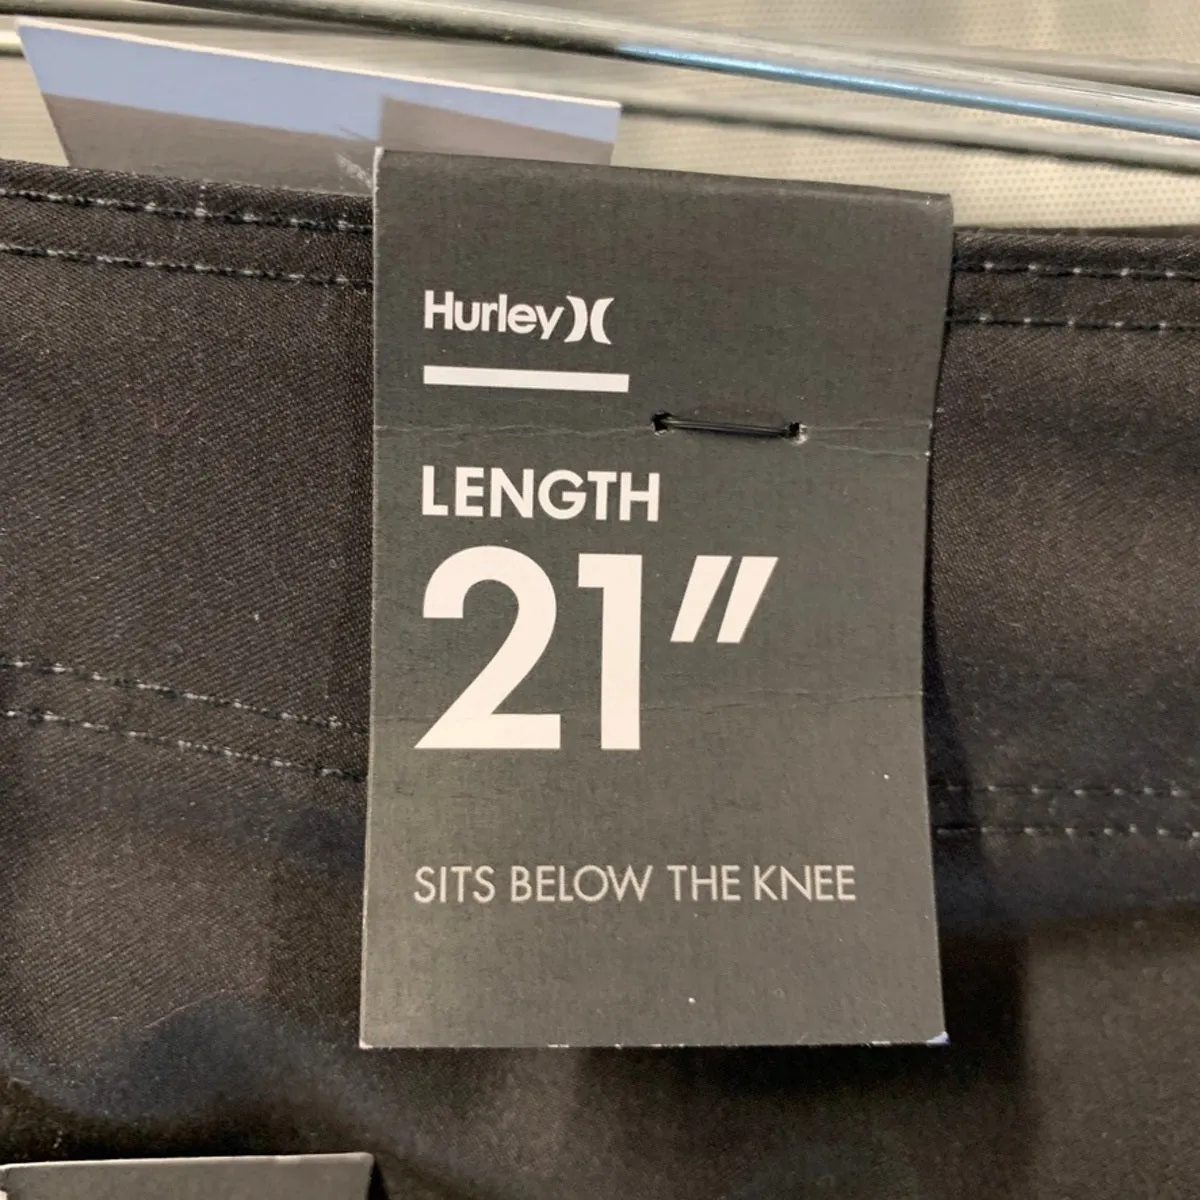 Hurley
LENGTH
21"
SITS BELOW THE KNEE